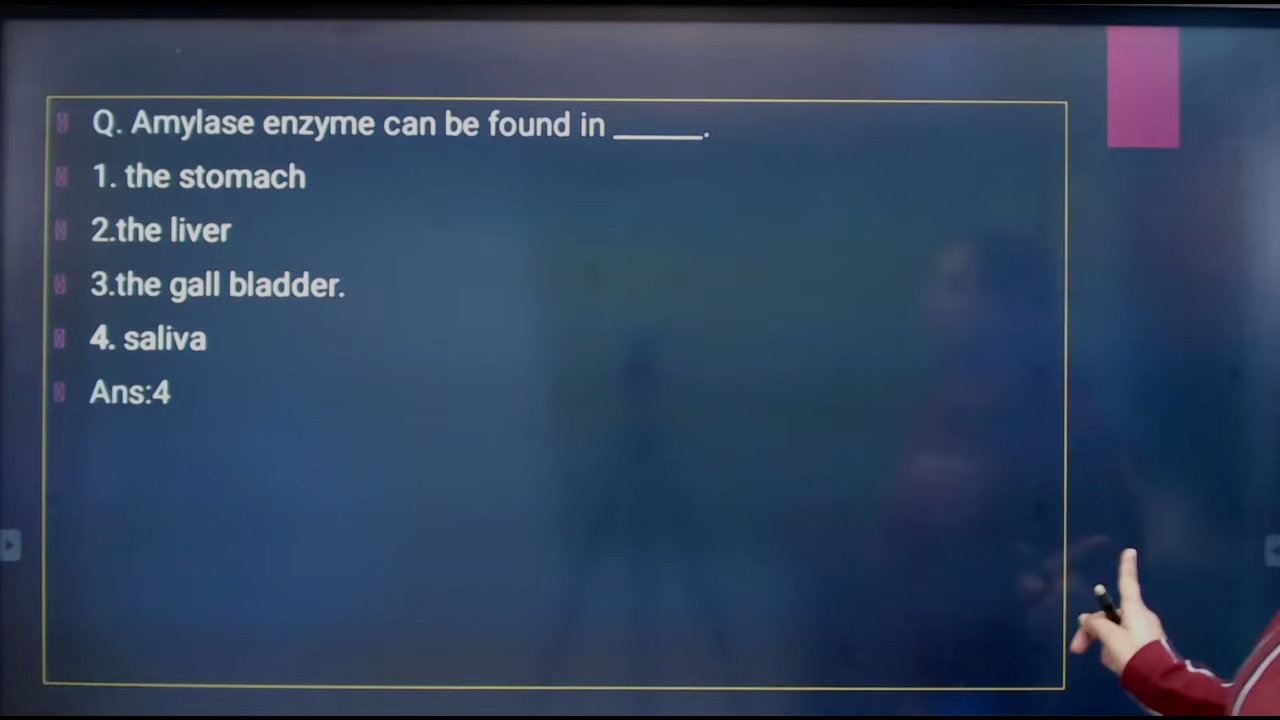 Q. Amylase enzyme can be found in ______.
1. the stomach
2.the liver
3.the gall bladder.
4. saliva
Ans:4